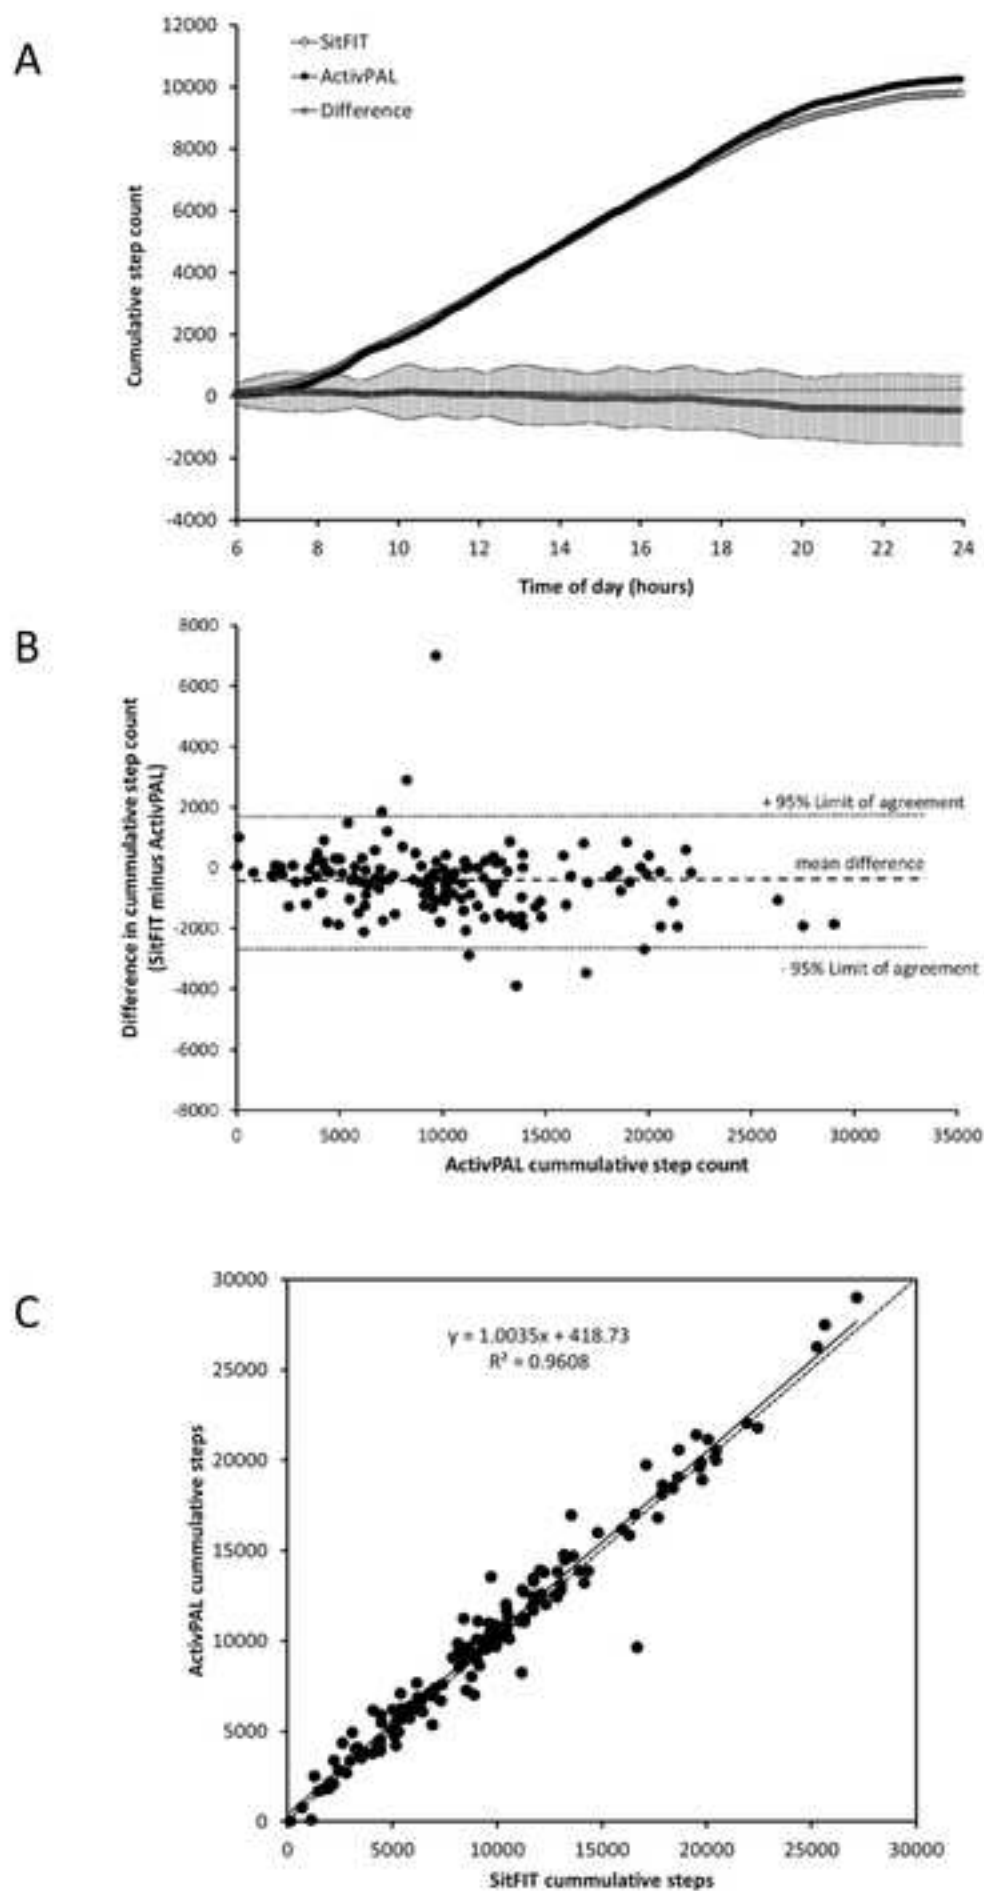 A
12000
10000
8000
6000
4000
2000
0
-2000
-4000
SitFIT
ActivPAL
Difference
Cumulative step count
6 8 10 12 14 16 18 20 22 24
Time of day (hours)
B
8000
6000
4000
2000
0
-2000
-4000
-6000
-8000
Difference in cummulative step count
(SitFIT minus ActivPAL)
+ 95% Limit of agreement
mean difference
- 95% Limit of agreement
0 5000 10000 15000 20000 25000 30000 35000
ActivPAL cummulative step count
C
30000
25000
20000
15000
10000
5000
0
y = 1.0035x + 418.73
R² = 0.9608
ActivPAL cummulative steps
0 5000 10000 15000 20000 25000 30000
SitFIT cummulative steps